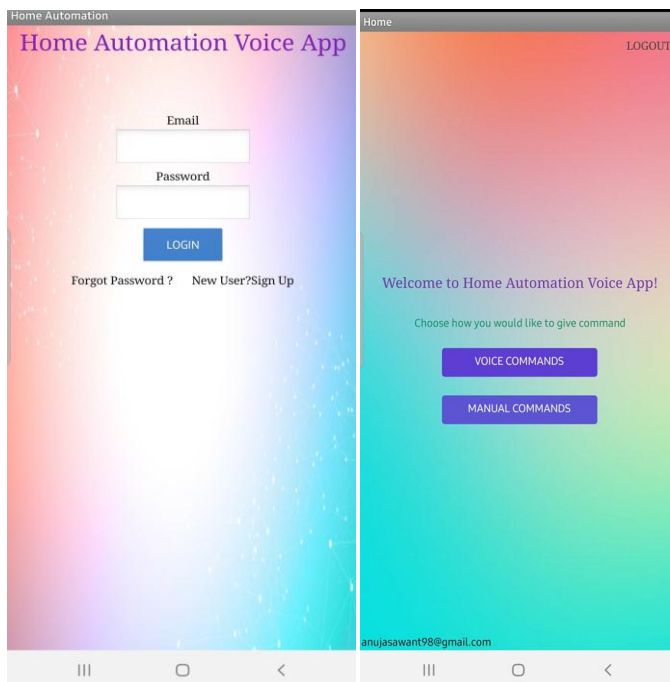 Home Automation
Home Automation Voice App
Email
Password
LOGIN
Forgot Password ? New User?Sign Up
Home
LOGOUT
Welcome to Home Automation Voice App!
Choose how you would like to give command
VOICE COMMANDS
MANUAL COMMANDS
anujasawant98@gmail.com